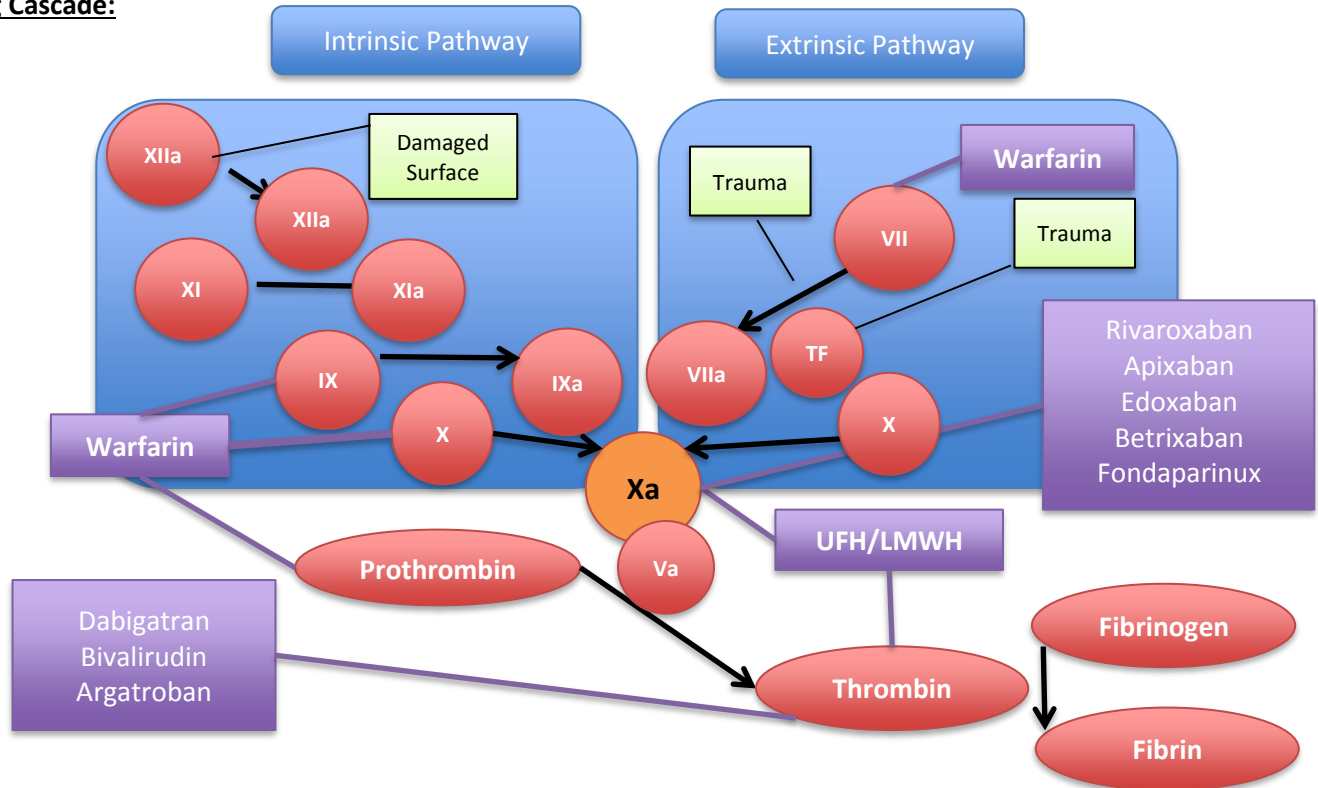 Cascade:
Intrinsic Pathway
Extrinsic Pathway
XIIa
Damaged
Surface
XIIa
XI
XIa
IX
IXa
X
Warfarin
Trauma
Warfarin
VII
Trauma
VIIa
TF
X
Rivaroxaban
Apixaban
Edoxaban
Betrixaban
Fondaparinux
Xa
Va
UFH/LMWH
Prothrombin
Dabigatran
Bivalirudin
Argatroban
Thrombin
Fibrinogen
Fibrin